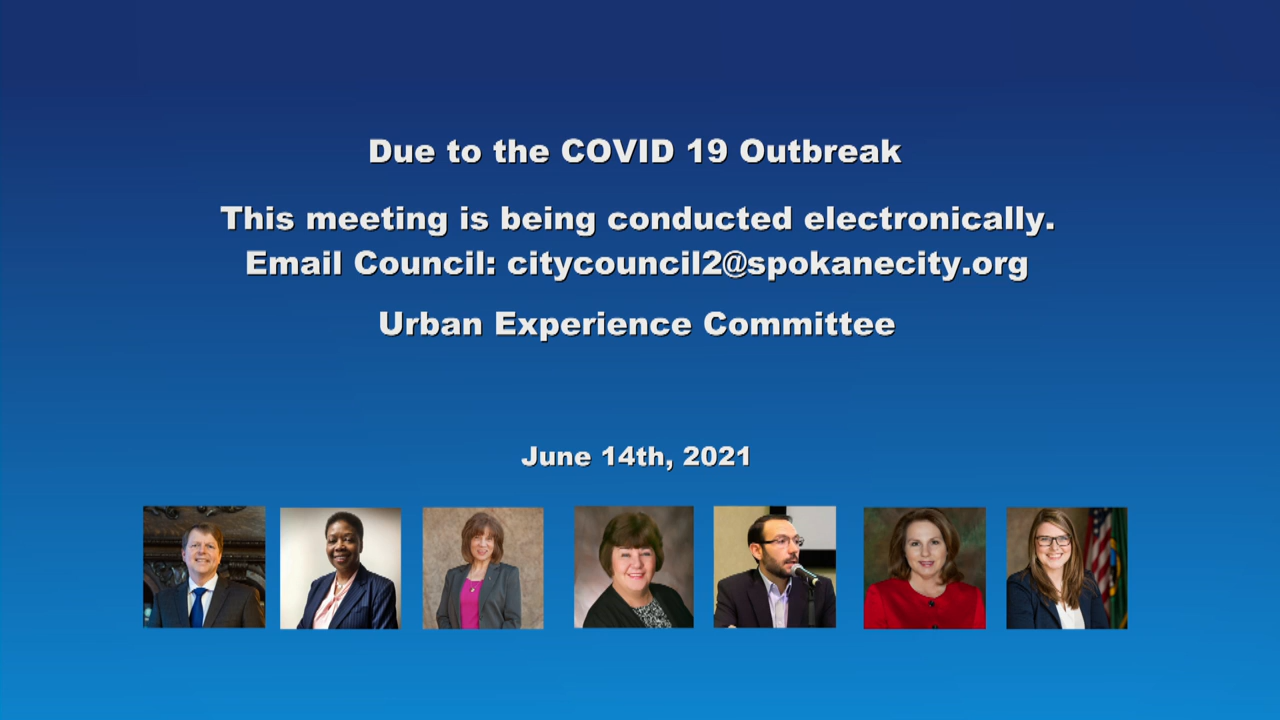 Due to the COVID 19 Outbreak
This meeting is being conducted electronically.
Email Council: citycouncil2@spokanecity.org
Urban Experience Committee
June 14th, 2021